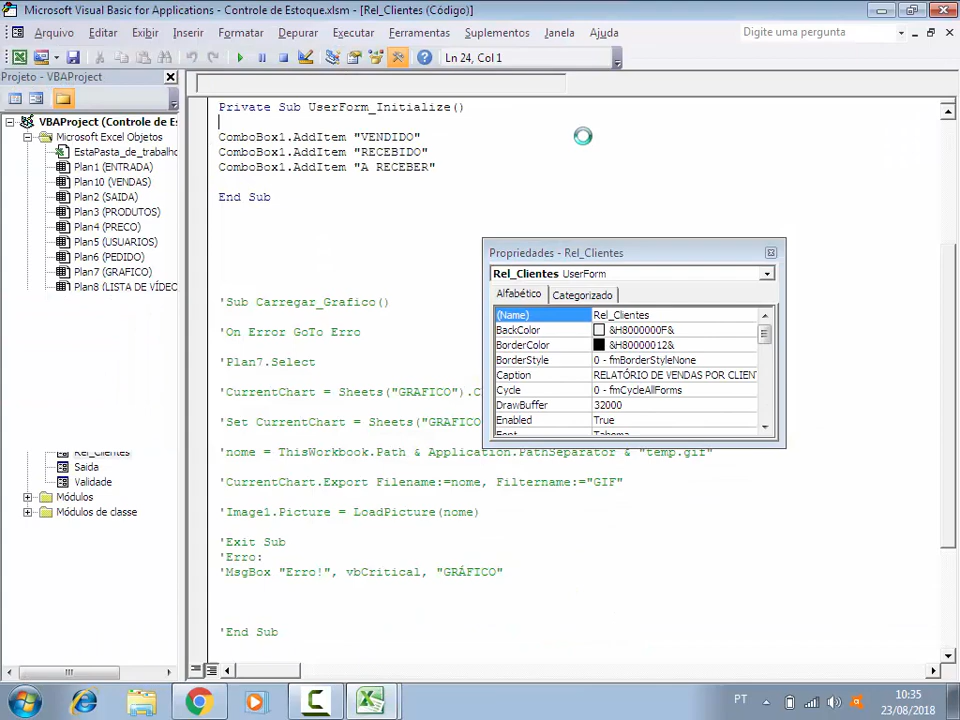 Microsoft Visual Basic for Applications - Controle de Estoque.xlsm - [Rel_Clientes (Código)]
Arquivo Editar Exibir Inserir Formatar Depurar Executar Ferramentas Suplementos Janela Ajuda Digite uma pergunta
Ln 24, Col 1
Projeto - VBAProject
VBAProject (Controle de Es
Microsoft Excel Objetos
EstaPasta_de_trabalho
Plan1 (ENTRADA)
Plan10 (VENDAS)
Plan2 (SAIDA)
Plan3 (PRODUTOS)
Plan4 (PRECO)
Plan5 (USUARIOS)
Plan6 (PEDIDO)
Plan7 (GRAFICO)
Plan8 (LISTA DE VÍDEO
Rel_Clientes
Saida
Validade
Módulos
Módulos de classe
Private Sub UserForm_Initialize()
ComboBox1.AddItem "VENDIDO"
ComboBox1.AddItem "RECEBIDO"
ComboBox1.AddItem "A RECEBER"
End Sub
'Sub Carregar_Grafico()
'On Error GoTo Erro
'Plan7.Select
'CurrentChart = Sheets("GRAFICO").C
'Set CurrentChart = Sheets("GRAFICO
'nome = ThisWorkbook.Path & Application.PathSeparator & "temp.gif"
'CurrentChart.Export Filename:=nome, Filtername:="GIF"
'Image1.Picture = LoadPicture(nome)
'Exit Sub
'Erro:
'MsgBox "Erro!", vbCritical, "GRÁFICO"
'End Sub
Propriedades - Rel_Clientes
Rel_Clientes UserForm
Alfabético Categorizado
(Name) Rel_Clientes
BackColor &H8000000F&
BorderColor &H80000012&
BorderStyle 0 - fmBorderStyleNone
Caption RELATÓRIO DE VENDAS POR CLIEN
Cycle 0 - fmCycleAllForms
DrawBuffer 32000
Enabled True
Font Tahoma
PT
10:35
23/08/2018